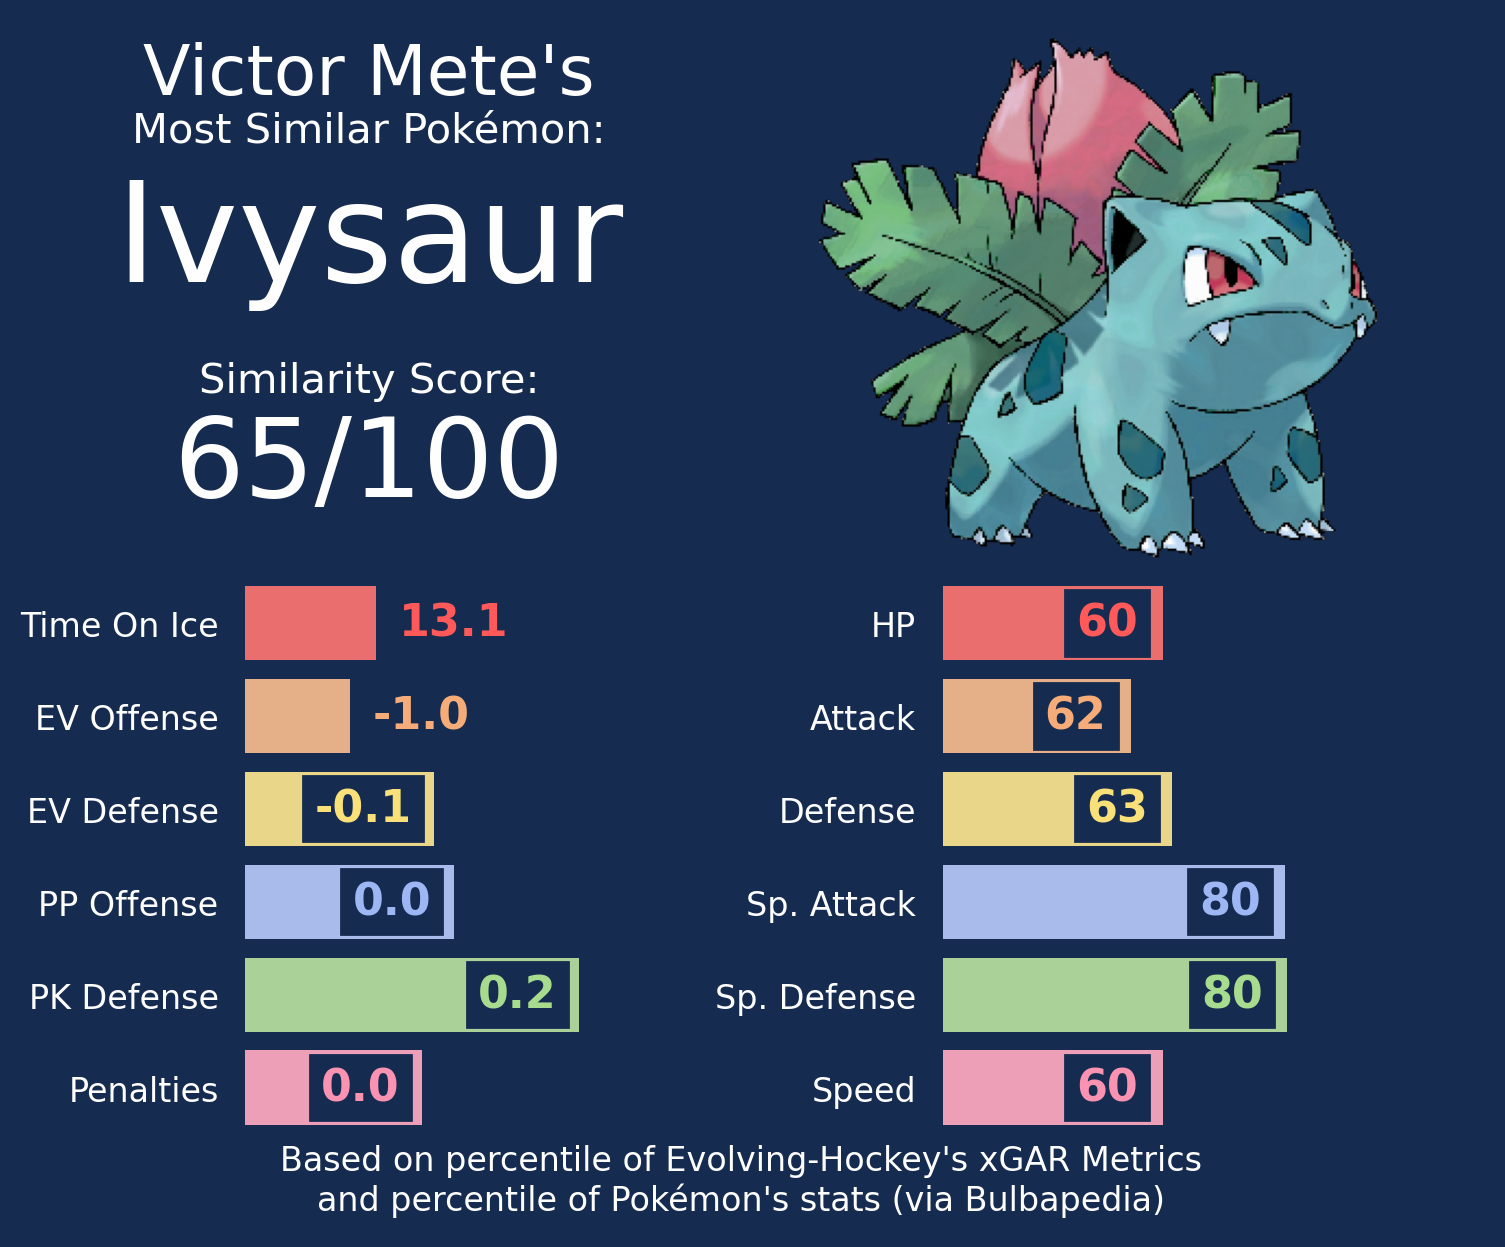 Victor Mete's
Most Similar Pokémon:
Ivysaur
Similarity Score:
65/100
Time On Ice 13.1
EV Offense -1.0
EV Defense -0.1
PP Offense 0.0
PK Defense 0.2
Penalties 0.0
HP 60
Attack 62
Defense 63
Sp. Attack 80
Sp. Defense 80
Speed 60
Based on percentile of Evolving-Hockey's xGAR Metrics
and percentile of Pokémon's stats (via Bulbapedia)